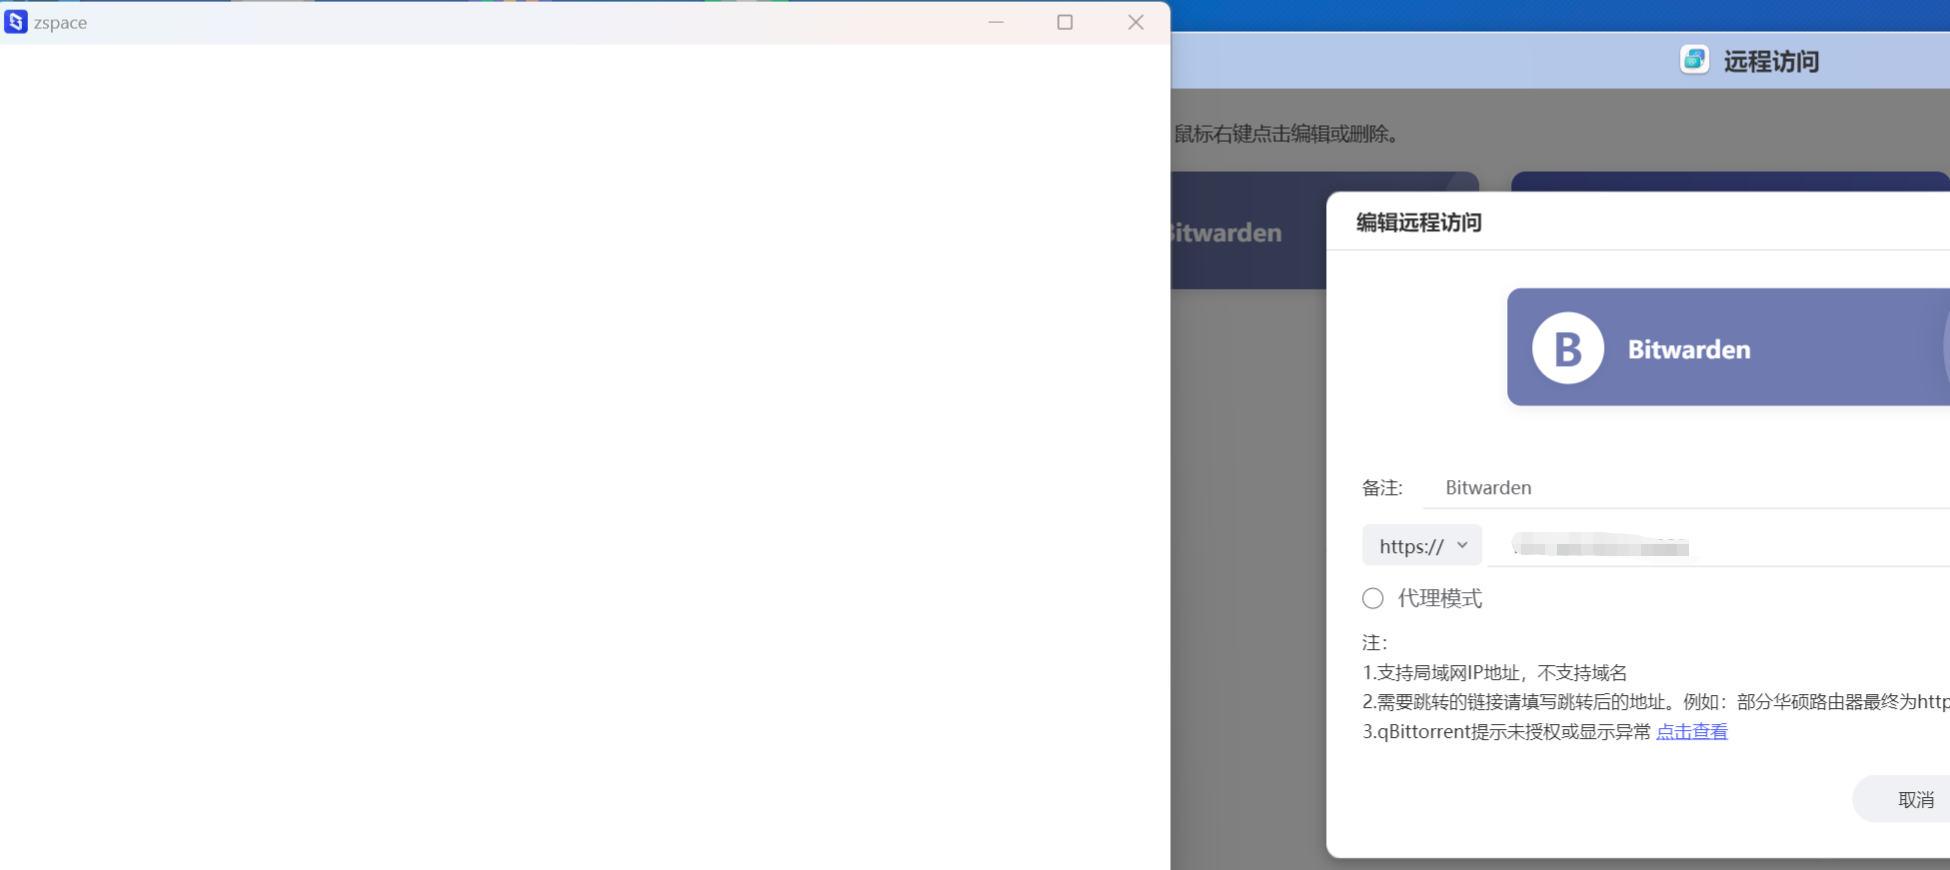 zspace
远程访问
鼠标右键点击编辑或删除。
Bitwarden
编辑远程访问
B
Bitwarden
备注:
Bitwarden
https://
代理模式
注：
1.支持局域网IP地址，不支持域名
2.需要跳转的链接请填写跳转后的地址。例如：部分华硕路由器最终为http
3.qBittorrent提示未授权或显示异常 点击查看
取消